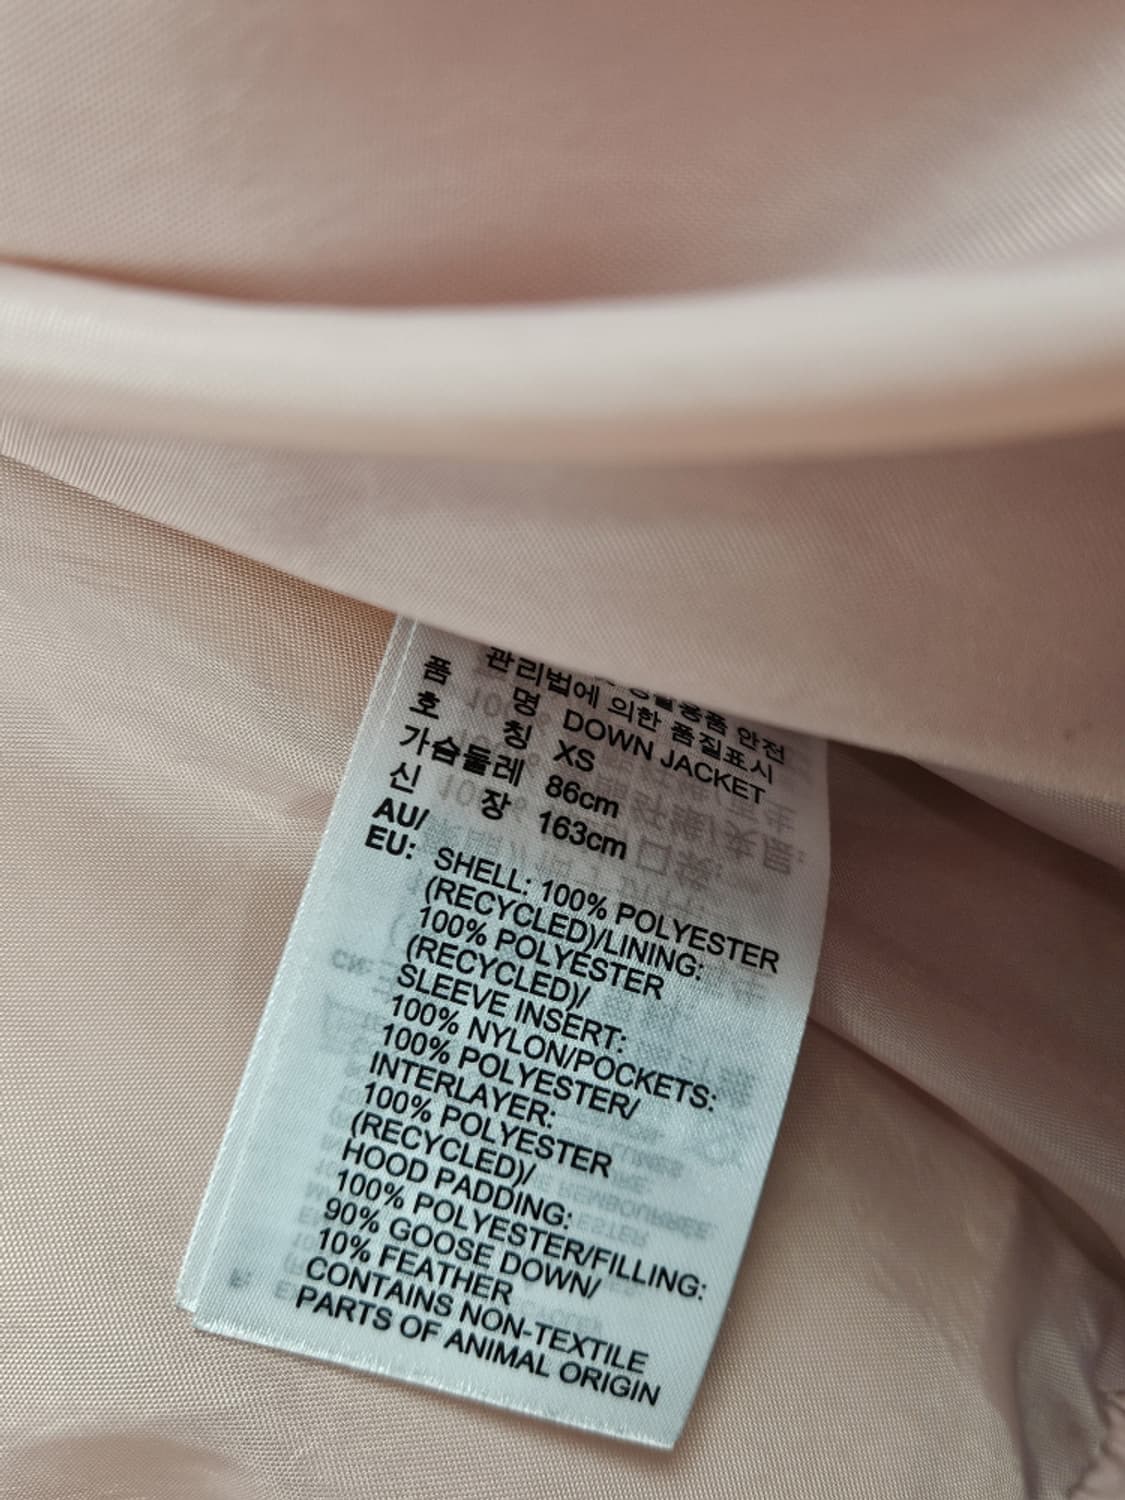 관리법에 의한 품질표시
품 명 DOWN JACKET
호 칭 XS
가슴둘레 86cm
신 장 163cm
AU/
EU: SHELL: 100% POLYESTER
(RECYCLED)/LINING:
100% POLYESTER
(RECYCLED)/
SLEEVE INSERT:
100% NYLON/POCKETS:
100% POLYESTER/
INTERLAYER:
100% POLYESTER
(RECYCLED)/
HOOD PADDING:
100% POLYESTER/FILLING:
90% GOOSE DOWN/
10% FEATHER
CONTAINS NON-TEXTILE
PARTS OF ANIMAL ORIGIN